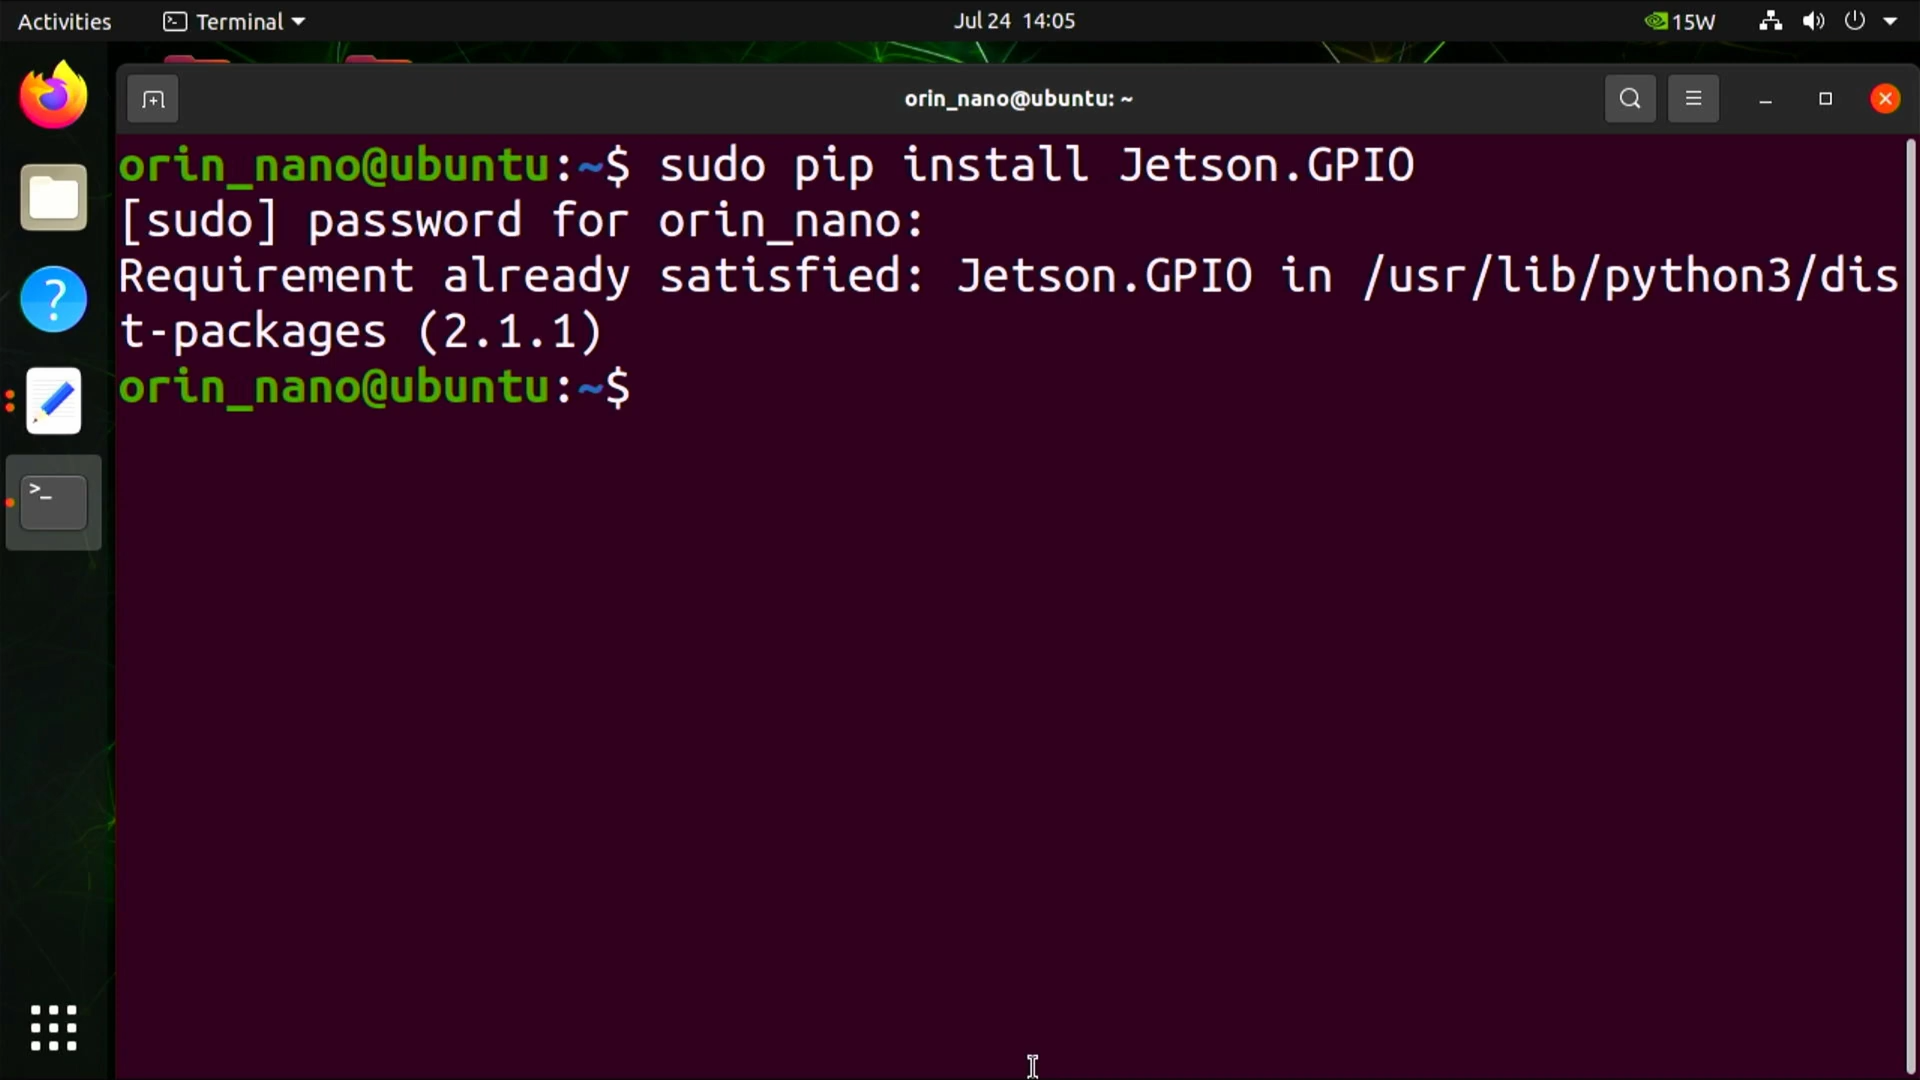 Activities Terminal Jul 24 14:05 15W
orin_nano@ubuntu: ~
orin_nano@ubuntu:~$ sudo pip install Jetson.GPIO
[sudo] password for orin_nano:
Requirement already satisfied: Jetson.GPIO in /usr/lib/python3/dis
t-packages (2.1.1)
orin_nano@ubuntu:~$